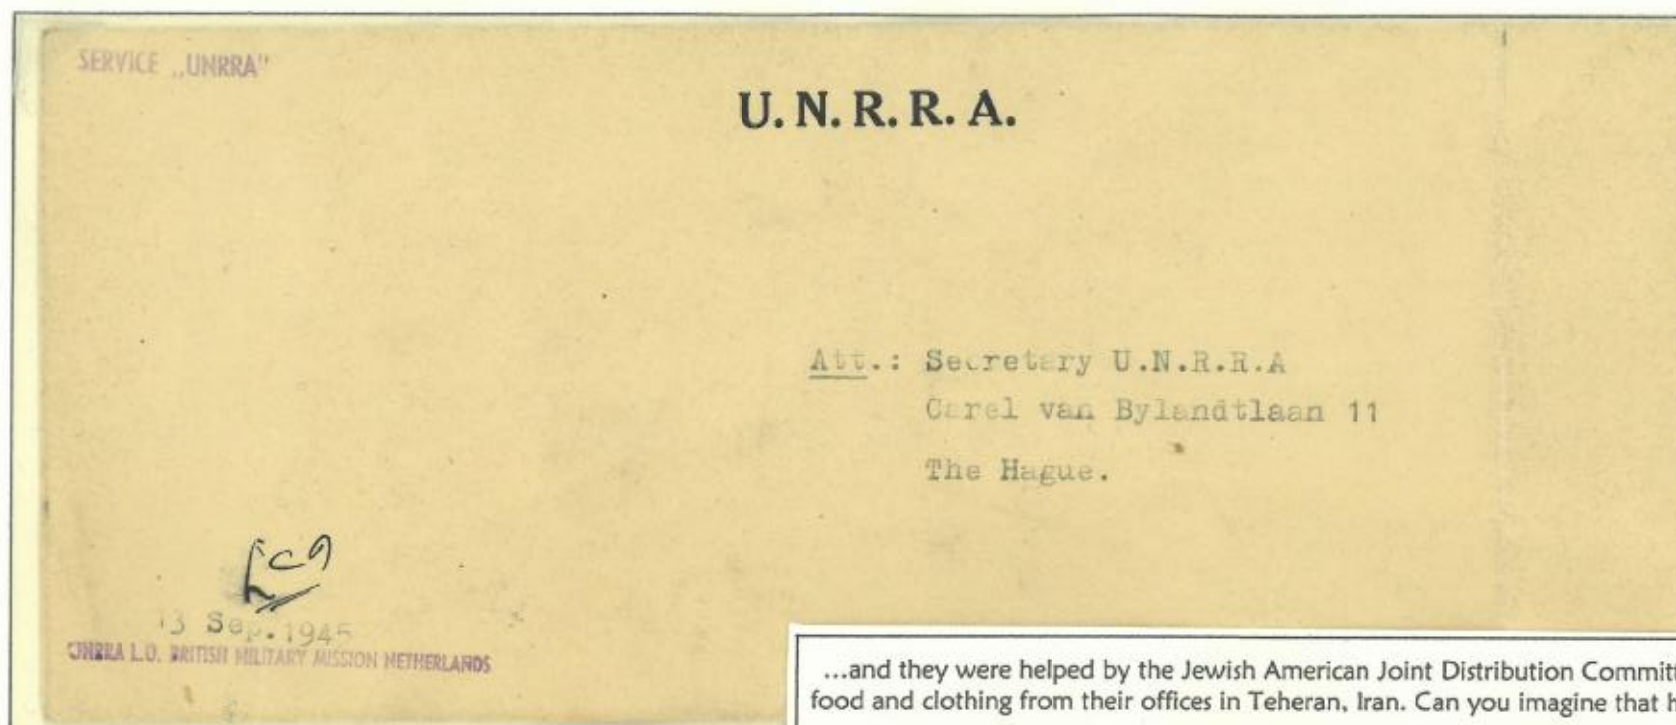 SERVICE „UNRRA"
U.N.R.R.A.
Att.: Secretary U.N.R.R.A
Carel van Bylandtlaan 11
The Hague.
13 Sep.1945
UNRRA L.O. BRITISH MILITARY MISSION NETHERLANDS
...and they were helped by the Jewish American Joint Distribution Committ
food and clothing from their offices in Teheran, Iran. Can you imagine that h